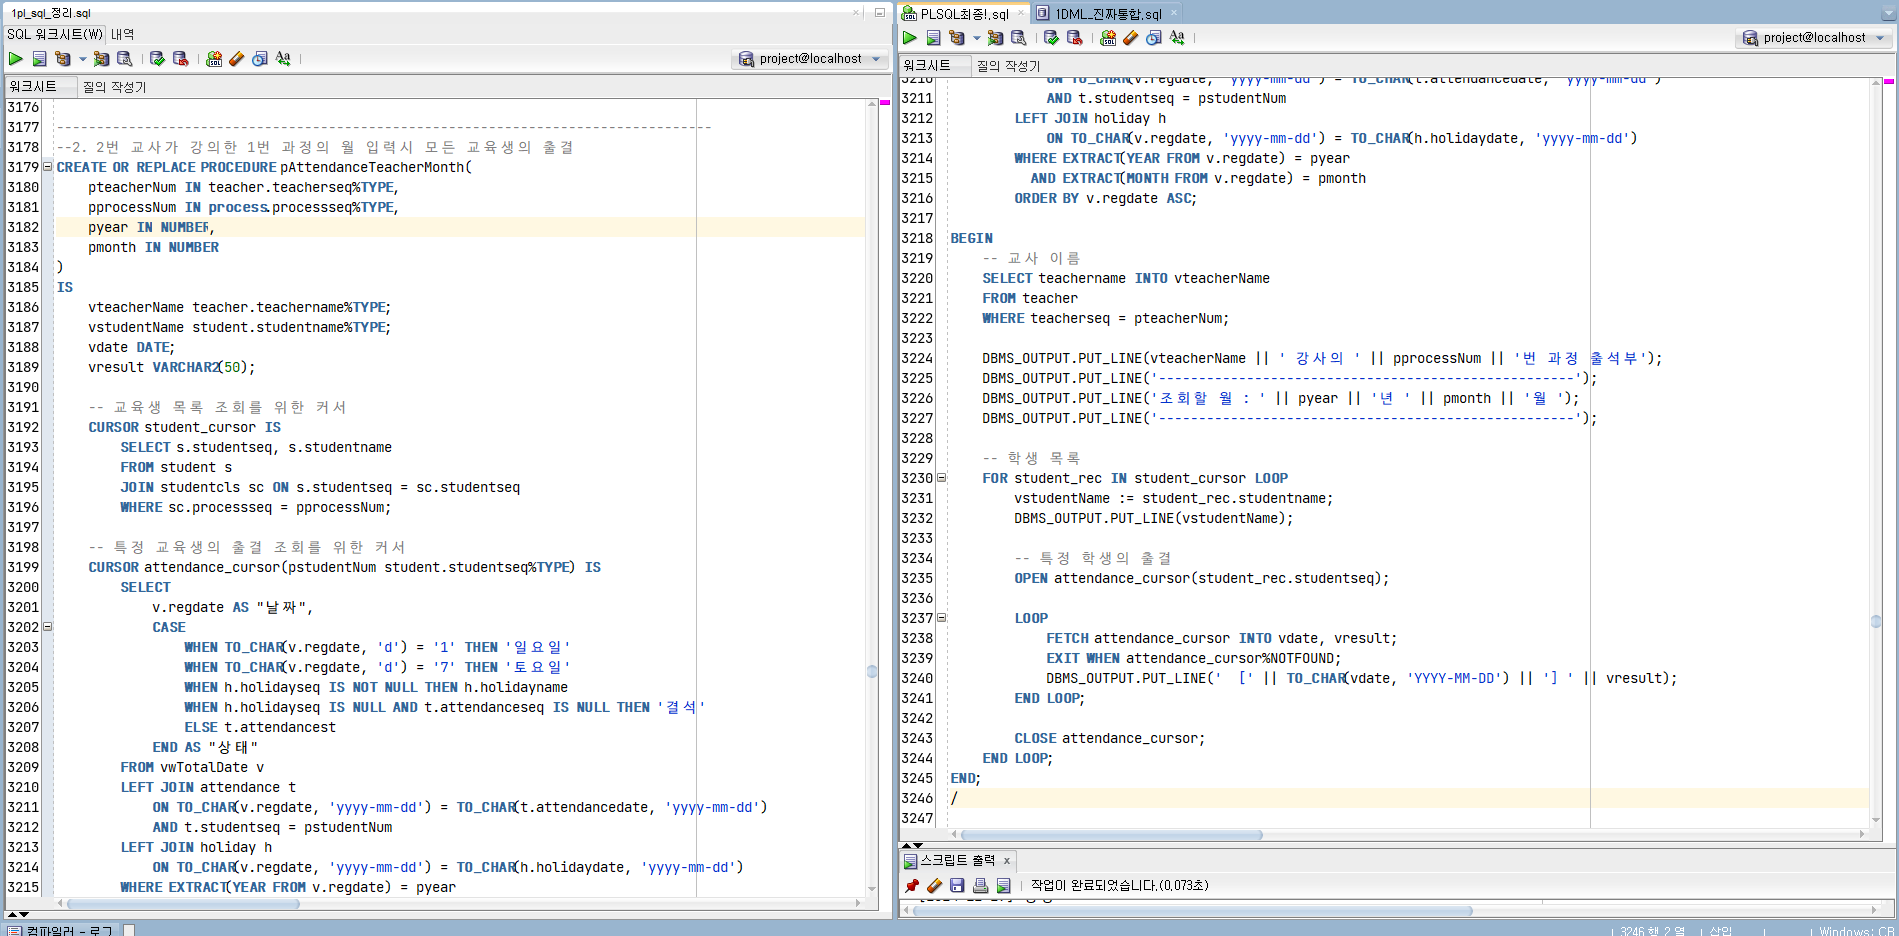 1pl_sql_정리.sql
SQL 워크시트(W) 내역
project@localhost
워크시트 질의 작성기
3176
3177 ----------------------------------------------------------------------------------
3178 --2. 2번 교사가 강의한 1번 과정의 월 입력시 모든 교육생의 출결
3179 CREATE OR REPLACE PROCEDURE pAttendanceTeacherMonth(
3180 pteacherNum IN teacher.teacherseq%TYPE,
3181 pprocessNum IN process.processseq%TYPE,
3182 pyear IN NUMBER,
3183 pmonth IN NUMBER
3184 )
3185 IS
3186 vteacherName teacher.teachername%TYPE;
3187 vstudentName student.studentname%TYPE;
3188 vdate DATE;
3189 vresult VARCHAR2(50);
3190
3191 -- 교육생 목록 조회를 위한 커서
3192 CURSOR student_cursor IS
3193 SELECT s.studentseq, s.studentname
3194 FROM student s
3195 JOIN studentcls sc ON s.studentseq = sc.studentseq
3196 WHERE sc.processseq = pprocessNum;
3197
3198 -- 특정 교육생의 출결 조회를 위한 커서
3199 CURSOR attendance_cursor(pstudentNum student.studentseq%TYPE) IS
3200 SELECT
3201 v.regdate AS "날짜",
3202 CASE
3203 WHEN TO_CHAR(v.regdate, 'd') = '1' THEN '일요일'
3204 WHEN TO_CHAR(v.regdate, 'd') = '7' THEN '토요일'
3205 WHEN h.holidayseq IS NOT NULL THEN h.holidayname
3206 WHEN h.holidayseq IS NULL AND t.attendanceseq IS NULL THEN '결석'
3207 ELSE t.attendancest
3208 END AS "상태"
3209 FROM vwTotalDate v
3210 LEFT JOIN attendance t
3211 ON TO_CHAR(v.regdate, 'yyyy-mm-dd') = TO_CHAR(t.attendancedate, 'yyyy-mm-dd')
3212 AND t.studentseq = pstudentNum
3213 LEFT JOIN holiday h
3214 ON TO_CHAR(v.regdate, 'yyyy-mm-dd') = TO_CHAR(h.holidaydate, 'yyyy-mm-dd')
3215 WHERE EXTRACT(YEAR FROM v.regdate) = pyear
컴파일러 - 로그
PLSQL최종!.sql 1DML_진짜통합.sql
project@localhost
워크시트 질의 작성기
3210 ON TO_CHAR(v.regdate, 'yyyy-mm-dd') = TO_CHAR(t.attendancedate, 'yyyy-mm-dd')
3211 AND t.studentseq = pstudentNum
3212 LEFT JOIN holiday h
3213 ON TO_CHAR(v.regdate, 'yyyy-mm-dd') = TO_CHAR(h.holidaydate, 'yyyy-mm-dd')
3214 WHERE EXTRACT(YEAR FROM v.regdate) = pyear
3215 AND EXTRACT(MONTH FROM v.regdate) = pmonth
3216 ORDER BY v.regdate ASC;
3217
3218 BEGIN
3219 -- 교사 이름
3220 SELECT teachername INTO vteacherName
3221 FROM teacher
3222 WHERE teacherseq = pteacherNum;
3223
3224 DBMS_OUTPUT.PUT_LINE(vteacherName || ' 강사의 ' || pprocessNum || '번 과정 출석부');
3225 DBMS_OUTPUT.PUT_LINE('----------------------------------------------------');
3226 DBMS_OUTPUT.PUT_LINE('조회할 월 : ' || pyear || '년 ' || pmonth || '월 ');
3227 DBMS_OUTPUT.PUT_LINE('----------------------------------------------------');
3228
3229 -- 학생 목록
3230 FOR student_rec IN student_cursor LOOP
3231 vstudentName := student_rec.studentname;
3232 DBMS_OUTPUT.PUT_LINE(vstudentName);
3233
3234 -- 특정 학생의 출결
3235 OPEN attendance_cursor(student_rec.studentseq);
3236
3237 LOOP
3238 FETCH attendance_cursor INTO vdate, vresult;
3239 EXIT WHEN attendance_cursor%NOTFOUND;
3240 DBMS_OUTPUT.PUT_LINE('  [' || TO_CHAR(vdate, 'YYYY-MM-DD') || '] ' || vresult);
3241 END LOOP;
3242
3243 CLOSE attendance_cursor;
3244 END LOOP;
3245 END;
3246 /
3247
스크립트 출력 x
작업이 완료되었습니다.(0,073초)
3246 행 2 열 삽입 Windows: CR